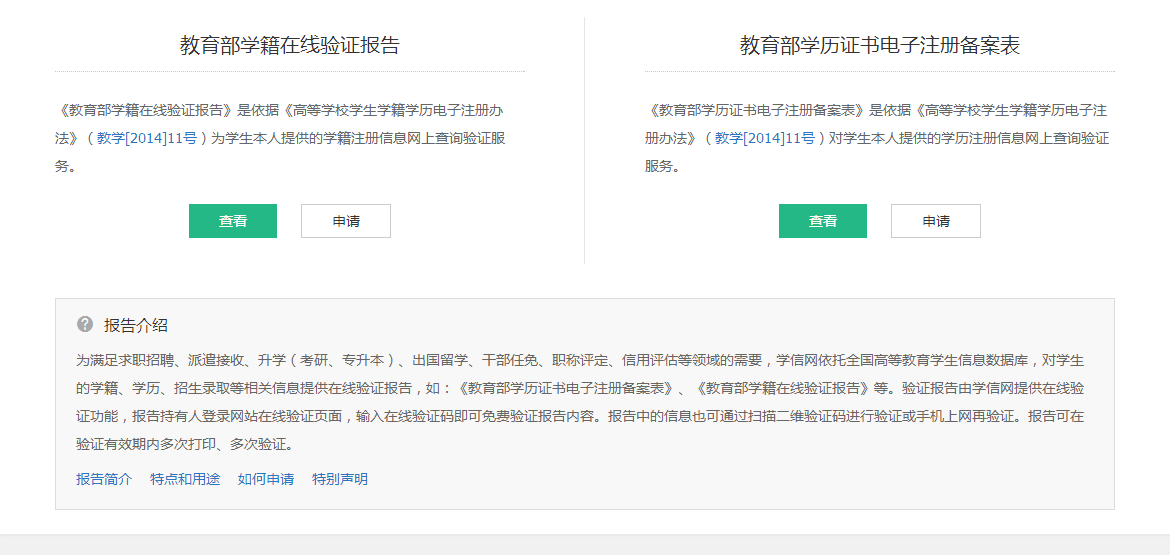 教育部学籍在线验证报告
《教育部学籍在线验证报告》是依据《高等学校学生学籍学历电子注册办
法》（教学[2014]11号）为学生本人提供的学籍注册信息网上查询验证服
务。
查看
申请
教育部学历证书电子注册备案表
《教育部学历证书电子注册备案表》是依据《高等学校学生学籍学历电子注
册办法》（教学[2014]11号）对学生本人提供的学历注册信息网上查询验证
服务。
查看
申请
? 报告介绍
为满足求职招聘、派遣接收、升学（考研、专升本）、出国留学、干部任免、职称评定、信用评估等领域的需要，学信网依托全国高等教育学生信息数据库，对学生
的学籍、学历、招生录取等相关信息提供在线验证报告，如：《教育部学历证书电子注册备案表》、《教育部学籍在线验证报告》等。验证报告由学信网提供在线验
证功能，报告持有人登录网站在线验证页面，输入在线验证码即可免费验证报告内容。报告中的信息也可通过扫描二维验证码进行验证或手机上网再验证。报告可在
验证有效期内多次打印、多次验证。
报告简介 特点和用途 如何申请 特别声明